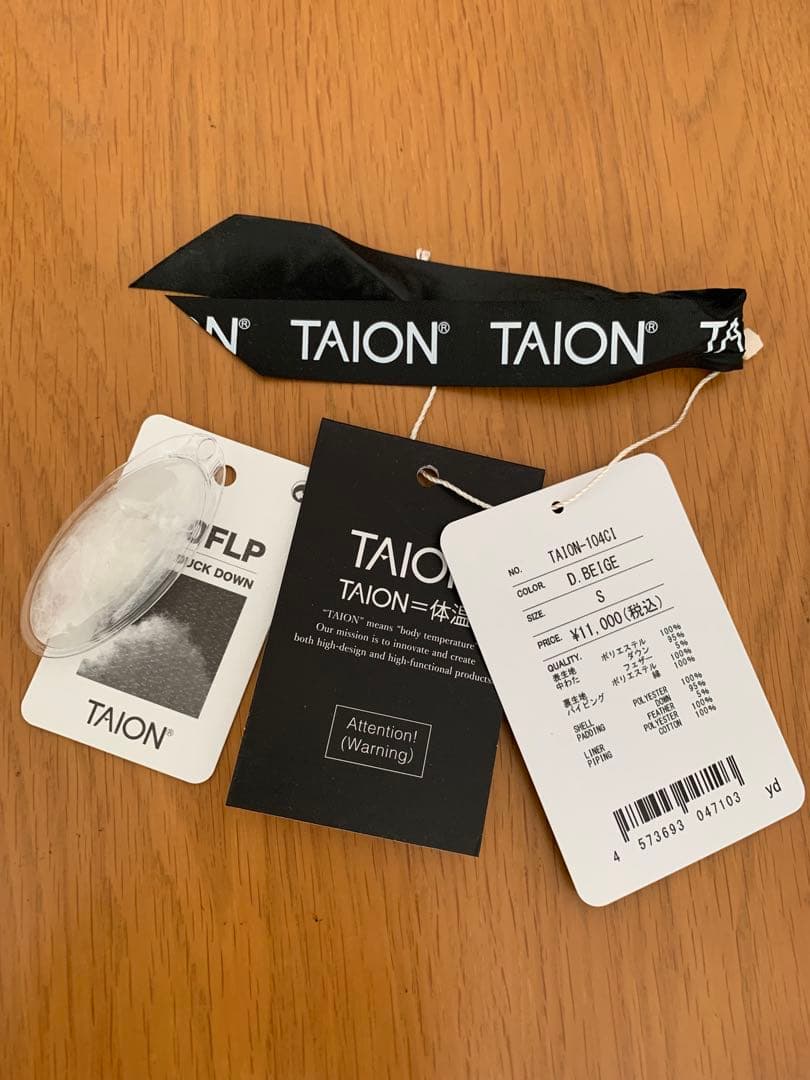 TAION® TAION®
FLP
DUCK DOWN
TAION®
TAION=体温
"TAION" means "body temperature
Our mission is to innovate and create
both high-design and high-functional products
Attention!
(Warning)
NO. TAION-104CI
COLOR. D.BEIGE
SIZE. S
PRICE. ¥11,000(税込)
QUALITY.
表生地 ポリエステル 100%
中わた ダウン 95%
フェザー 5%
裏生地 ポリエステル 100%
パイピング 綿 100%
SHELL POLYESTER 100%
PADDING DOWN 95%
FEATHER 5%
LINER POLYESTER 100%
PIPING COTTON 100%
4 573693 047103
yd